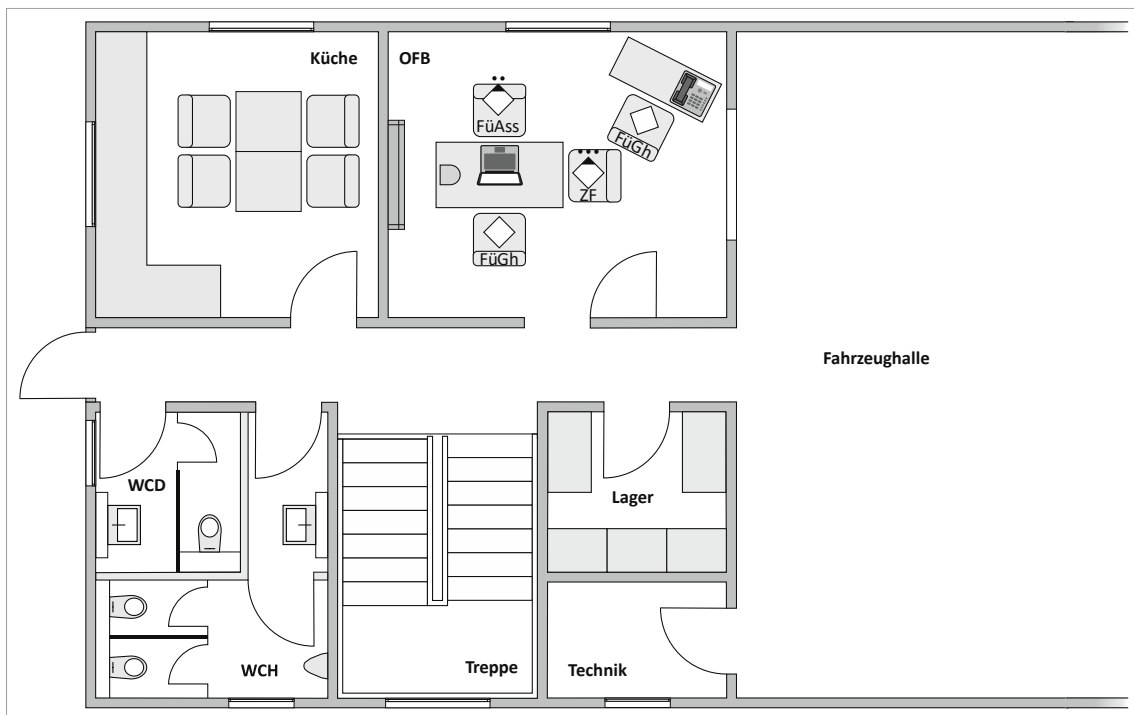 Küche
OFB
FüAss
FüGh
ZF
FüGh
Fahrzeughalle
WCD
Lager
WCH
Treppe
Technik